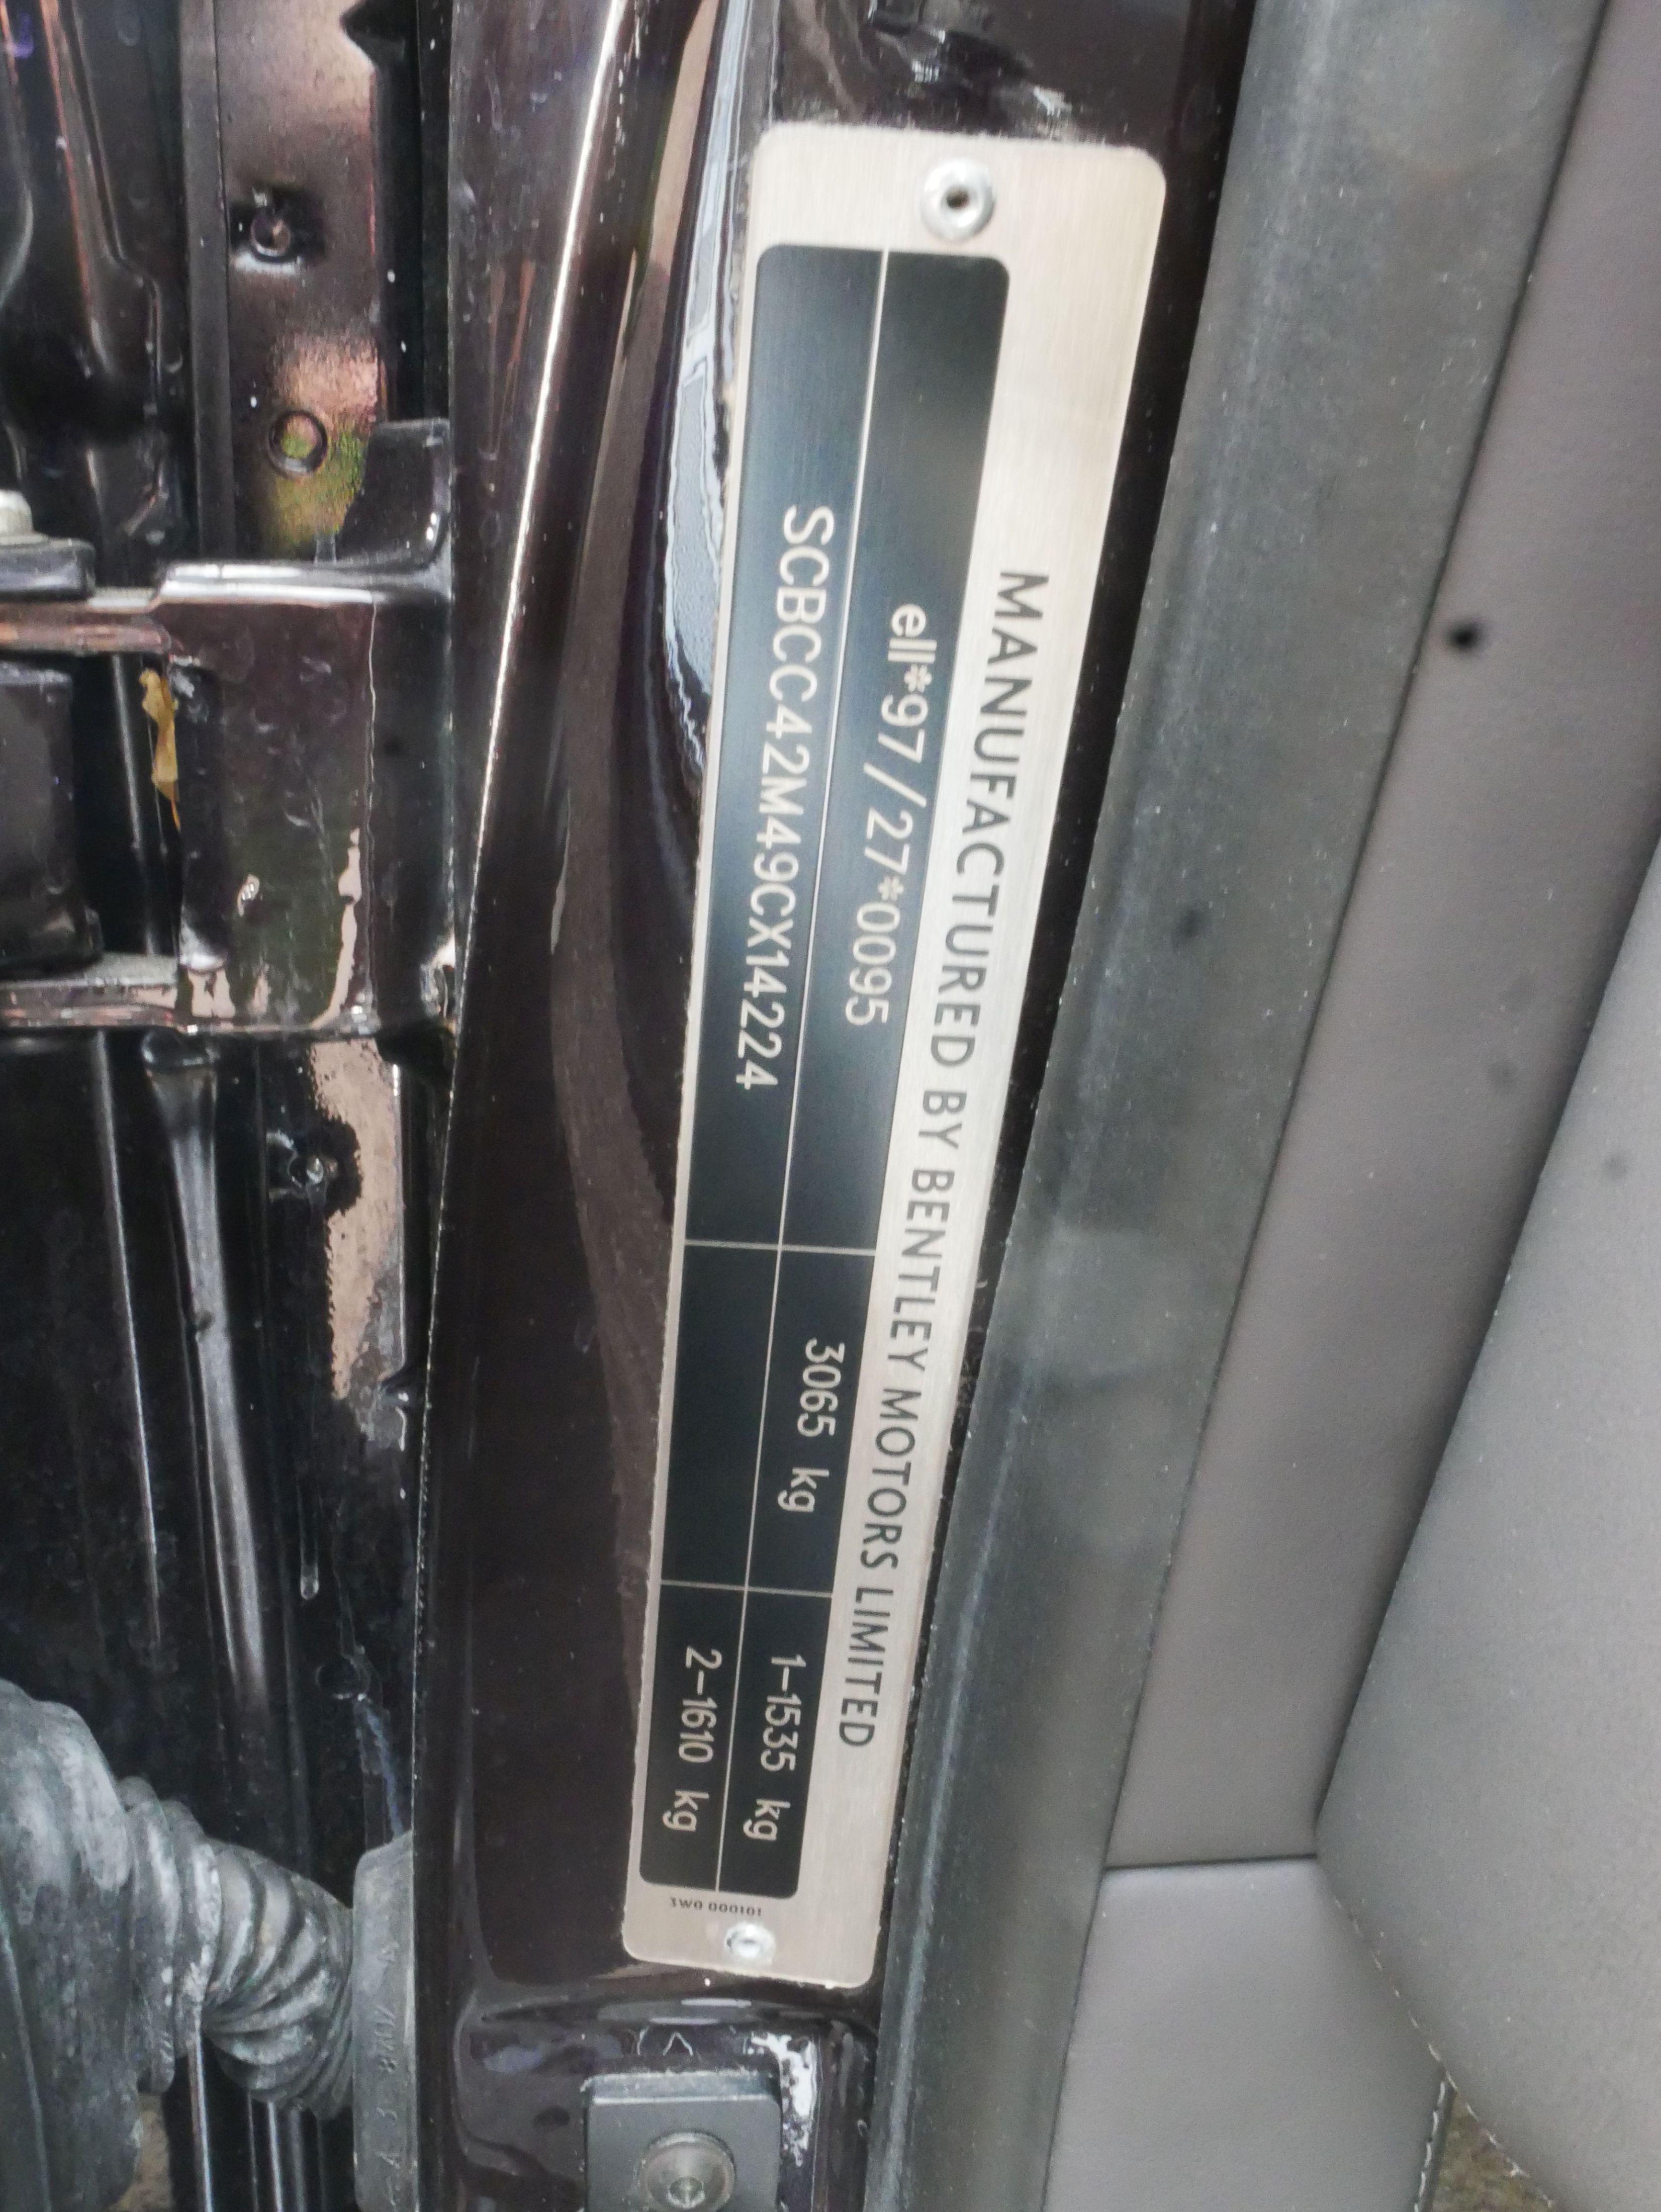 MANUFACTURED BY BENTLEY MOTORS LIMITED
ell*97/27*0095
3065 kg
1-1535 kg
SCBCC42M49CX14224
2-1610 kg
3W0 000101